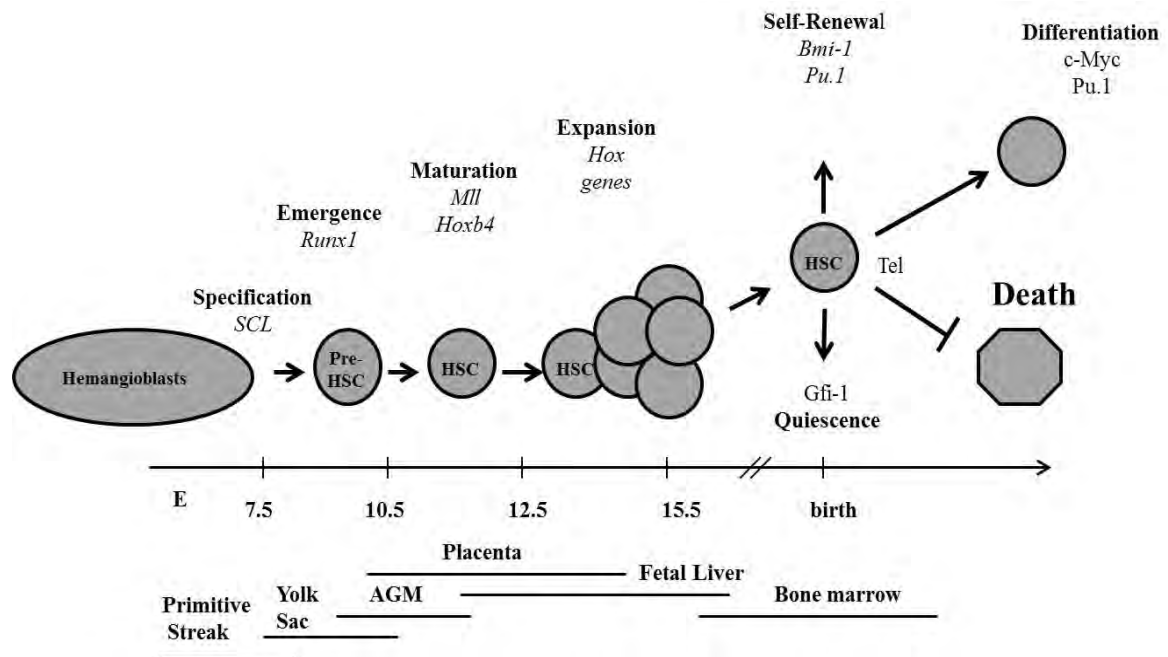 Self-Renewal
Bmi-1
Pu.1
Differentiation
c-Myc
Pu.1
Expansion
Hox
genes
Maturation
Mll
Hoxb4
Emergence
Runx1
Specification
SCL
Hemangioblasts
Pre-
HSC
HSC
HSC
HSC
Tel
Death
Gfi-1
Quiescence
E
7.5
10.5
12.5
15.5
birth
Placenta
Fetal Liver
AGM
Bone marrow
Yolk
Sac
Primitive
Streak